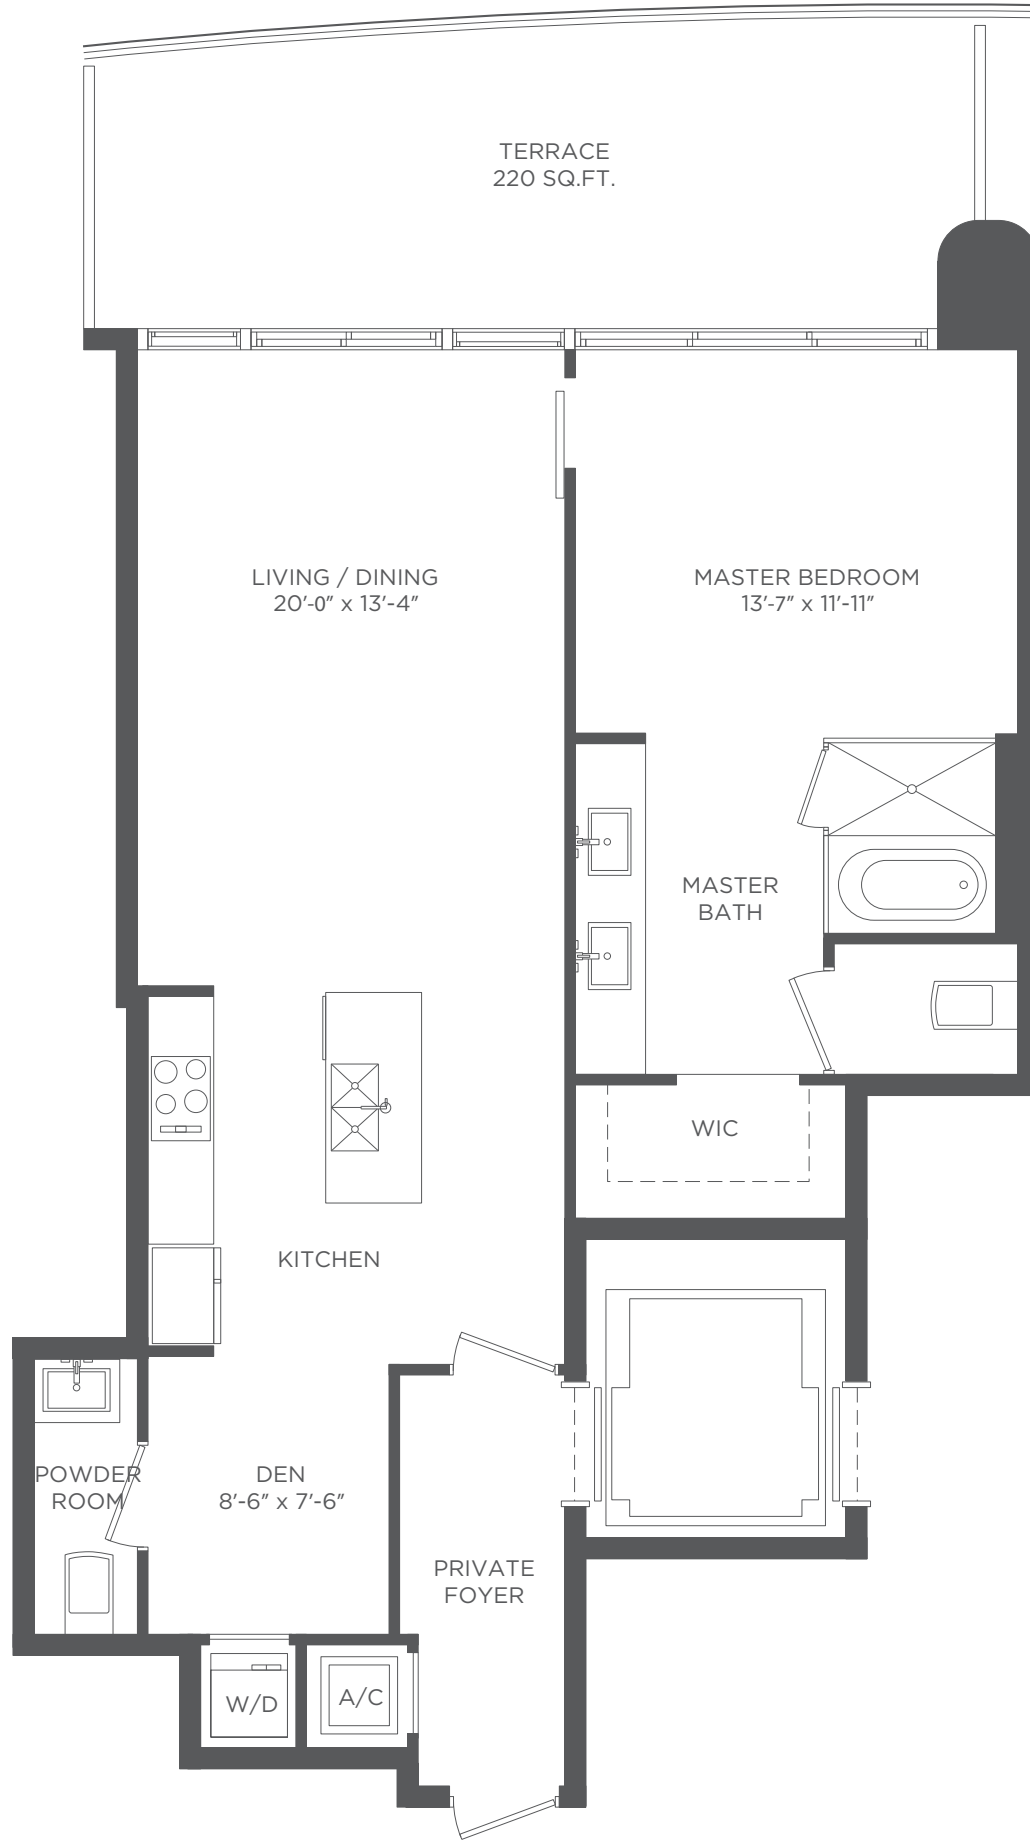 TERRACE
220 SQ.FT.
LIVING / DINING
20'-0" x 13'-4"
MASTER BEDROOM
13'-7" x 11'-11"
MASTER
BATH
WIC
KITCHEN
POWDER
ROOM
DEN
8'-6" x 7'-6"
PRIVATE
FOYER
W/D
A/C